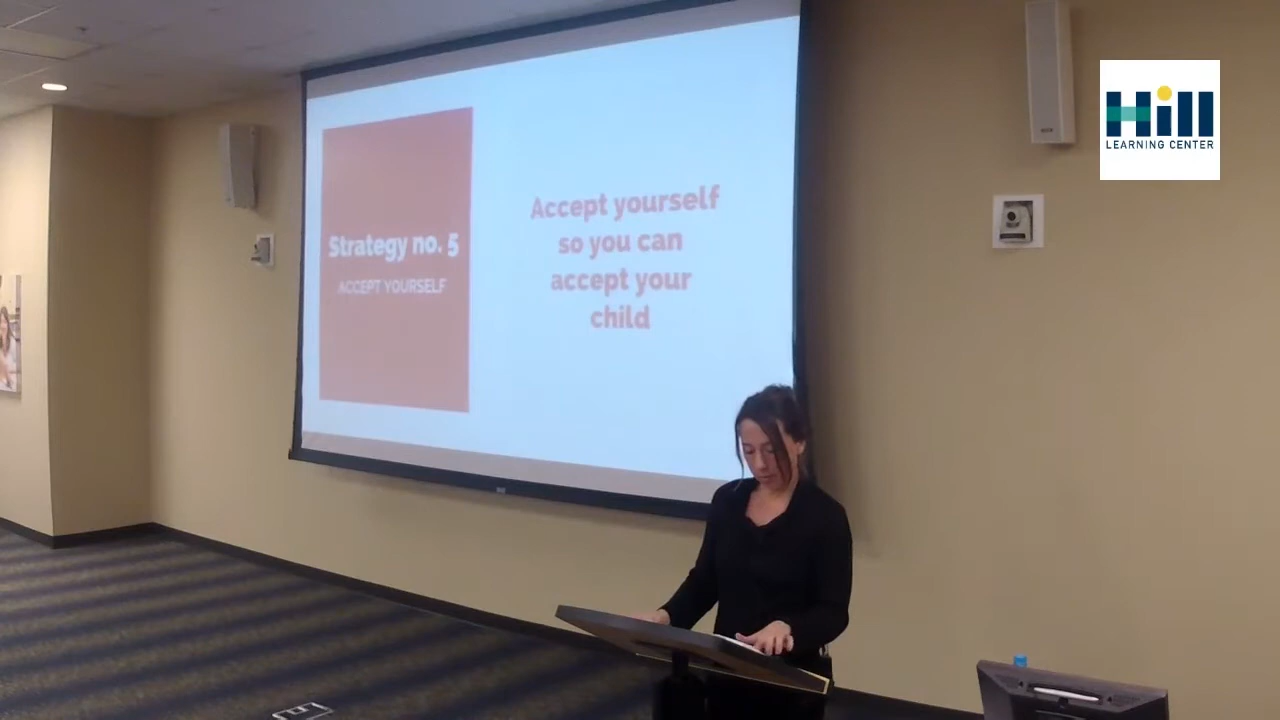 Strategy no. 5
ACCEPT YOURSELF
Accept yourself
so you can
accept your
child
Hill
LEARNING CENTER